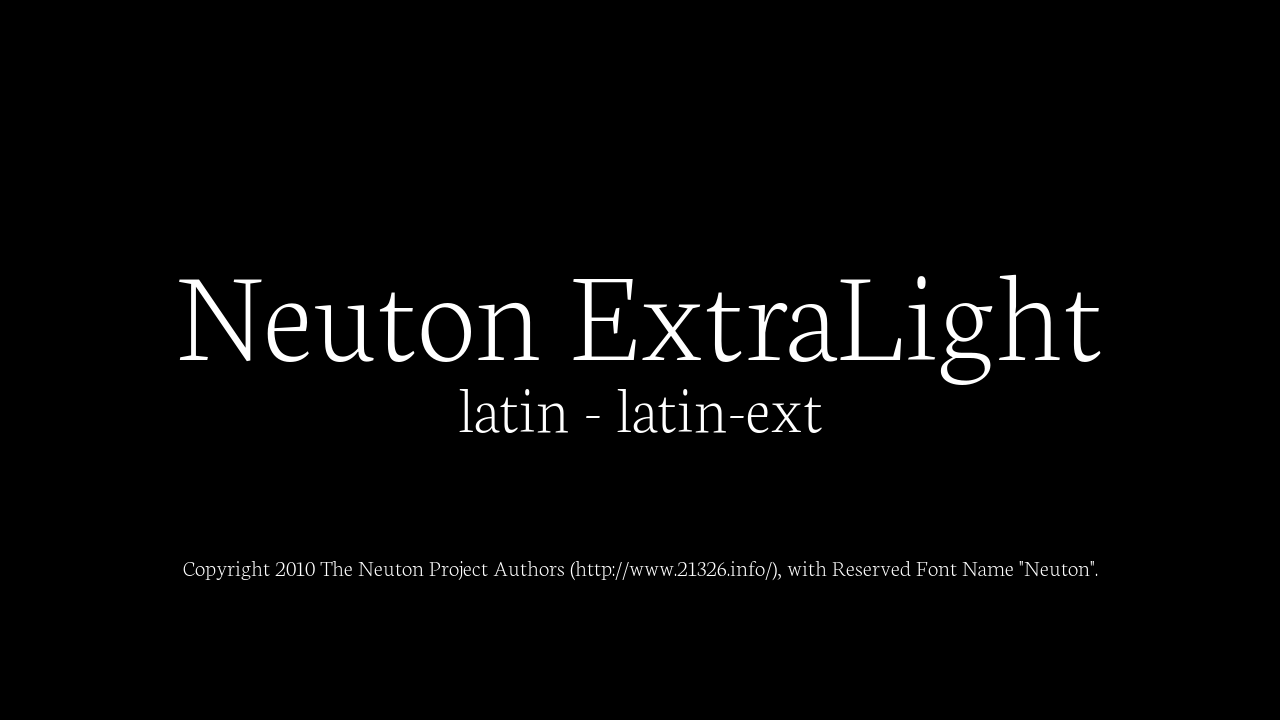 Neuton ExtraLight
latin - latin-ext
Copyright 2010 The Neuton Project Authors (http://www.21326.info/), with Reserved Font Name "Neuton".